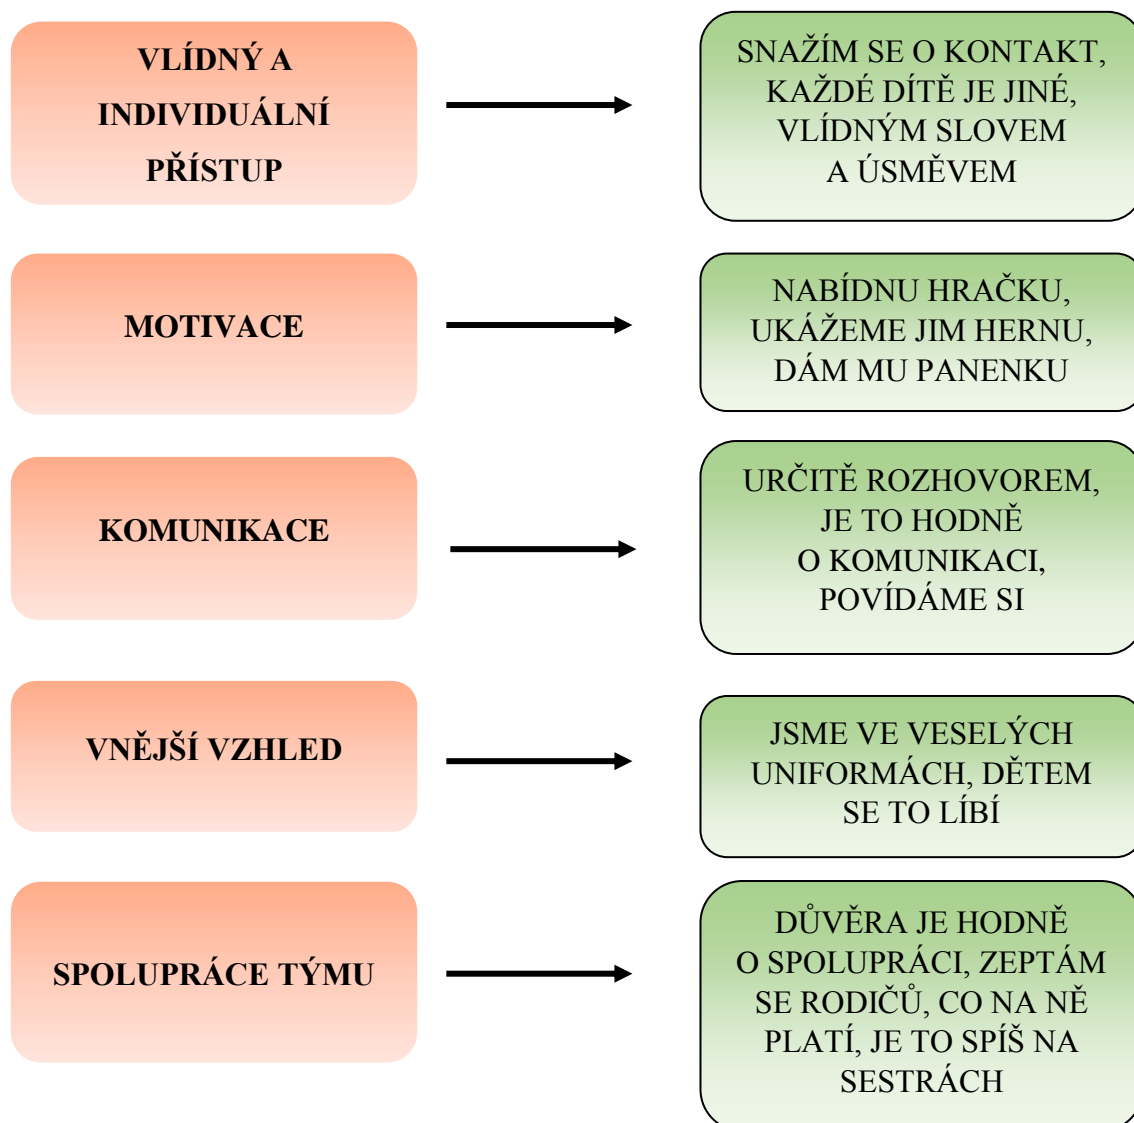 VLÍDNÝ A
INDIVIDUÁLNÍ
PŘÍSTUP
SNAŽÍM SE O KONTAKT,
KAŽDÉ DÍTĚ JE JINÉ,
VLÍDNÝM SLOVEM
A ÚSMĚVEM
MOTIVACE
NABÍDNU HRAČKU,
UKÁŽEME JIM HERNU,
DÁM MU PANENKU
KOMUNIKACE
URČITĚ ROZHOVOREM,
JE TO HODNĚ
O KOMUNIKACI,
POVÍDÁME SI
VNĚJŠÍ VZHLED
JSME VE VESELÝCH
UNIFORMÁCH, DĚTEM
SE TO LÍBÍ
SPOLUPRÁCE TÝMU
DŮVĚRA JE HODNĚ
O SPOLUPRÁCI, ZEPTÁM
SE RODIČŮ, CO NA NĚ
PLATÍ, JE TO SPÍŠ NA
SESTRÁCH